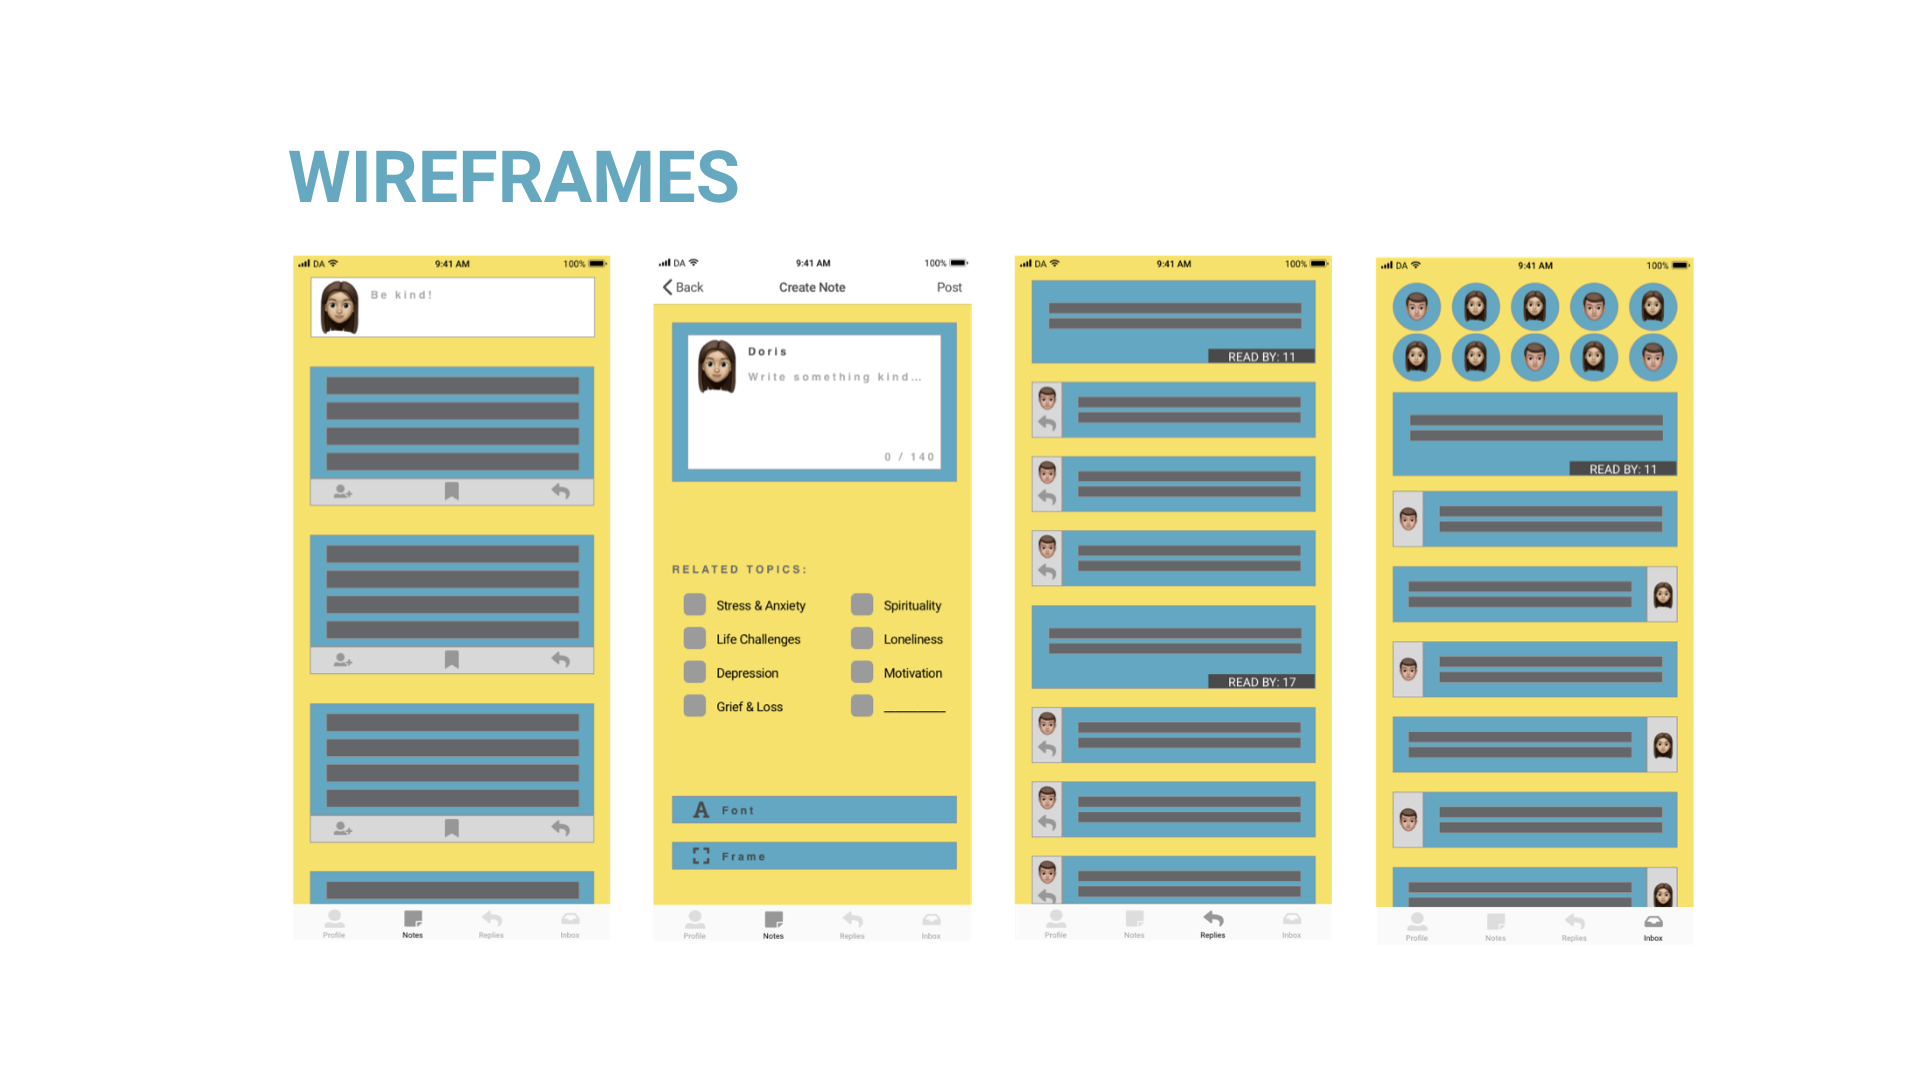 WIREFRAMES
DA 9:41 AM 100%
Be kind!
Profile Notes Replies Inbox
DA 9:41 AM 100%
Back Create Note Post
Doris
Write something kind...
0 / 140
RELATED TOPICS:
Stress & Anxiety Spirituality
Life Challenges Loneliness
Depression Motivation
Grief & Loss __________
A Font
Frame
Profile Notes Replies Inbox
DA 9:41 AM 100%
READ BY: 11
READ BY: 17
Profile Notes Replies Inbox
DA 9:41 AM 100%
READ BY: 11
Profile Notes Replies Inbox